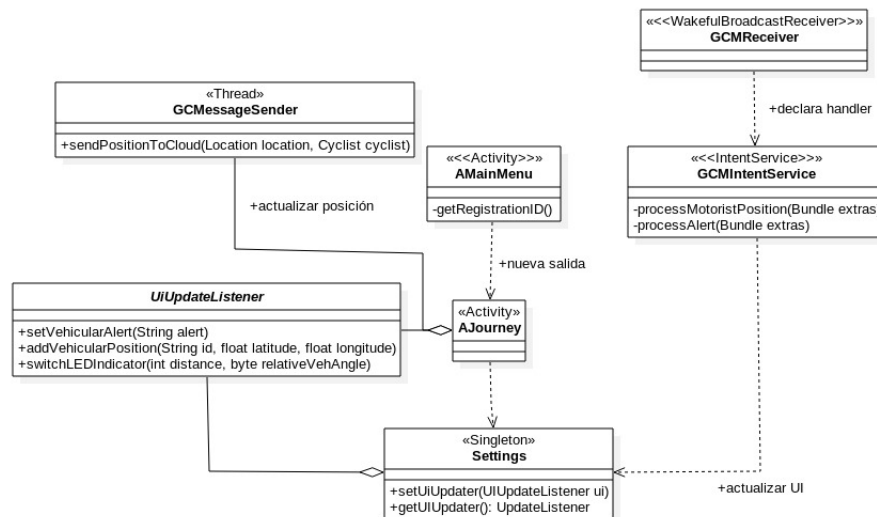 «<<WakefulBroadcastReceiver>>»
GCMReceiver
+declara handler
«Thread»
GCMessageSender
+sendPositionToCloud(Location location, Cyclist cyclist)
+actualizar posición
«<<Activity>>»
AMainMenu
-getRegistrationID()
+nueva salida
«<<IntentService>>»
GCMIntentService
-processMotoristPosition(Bundle extras)
-processAlert(Bundle extras)
UiUpdateListener
+setVehicularAlert(String alert)
+addVehicularPosition(String id, float latitude, float longitude)
+switchLEDIndicator(int distance, byte relativeVehAngle)
«Activity»
AJourney
«Singleton»
Settings
+setUiUpdater(UIUpdateListener ui)
+getUIUpdater(): UpdateListener
+actualizar UI